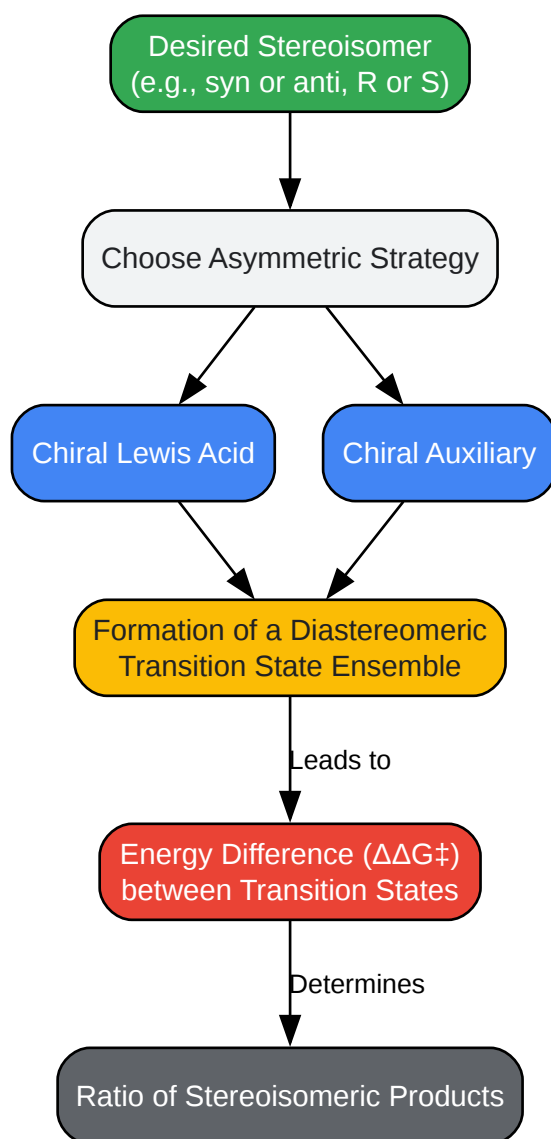 Desired Stereoisomer
(e.g., syn or anti, R or S)
Choose Asymmetric Strategy
Chiral Lewis Acid
Chiral Auxiliary
Formation of a Diastereomeric
Transition State Ensemble
Leads to
Energy Difference (ΔΔG‡)
between Transition States
Determines
Ratio of Stereoisomeric Products